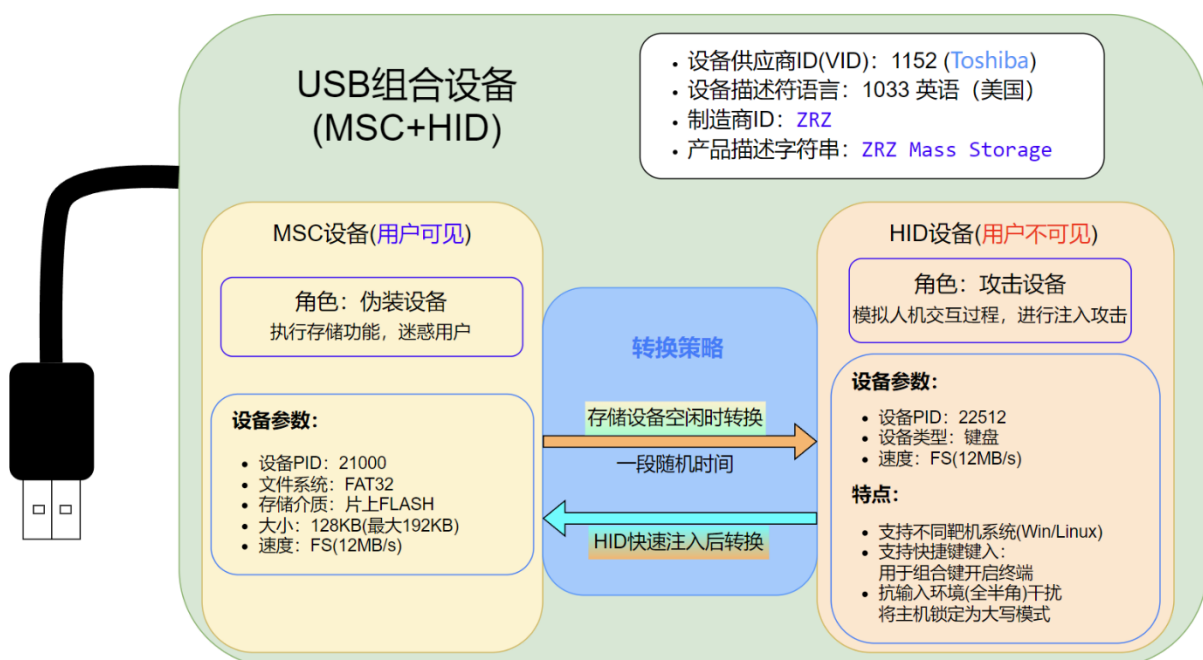 USB组合设备
(MSC+HID)
• 设备供应商ID(VID)：1152 (Toshiba)
• 设备描述符语言：1033 英语（美国）
• 制造商ID：ZRZ
• 产品描述字符串：ZRZ Mass Storage
MSC设备(用户可见)
角色：伪装设备
执行存储功能，迷惑用户
设备参数:
• 设备PID：21000
• 文件系统：FAT32
• 存储介质：片上FLASH
• 大小：128KB(最大192KB)
• 速度：FS(12MB/s)
转换策略
存储设备空闲时转换
一段随机时间
HID快速注入后转换
HID设备(用户不可见)
角色：攻击设备
模拟人机交互过程，进行注入攻击
设备参数:
• 设备PID：22512
• 设备类型：键盘
• 速度：FS(12MB/s)
特点：
• 支持不同靶机系统(Win/Linux)
• 支持快捷键键入：
用于组合键开启终端
• 抗输入环境(全半角)干扰
将主机锁定为大写模式